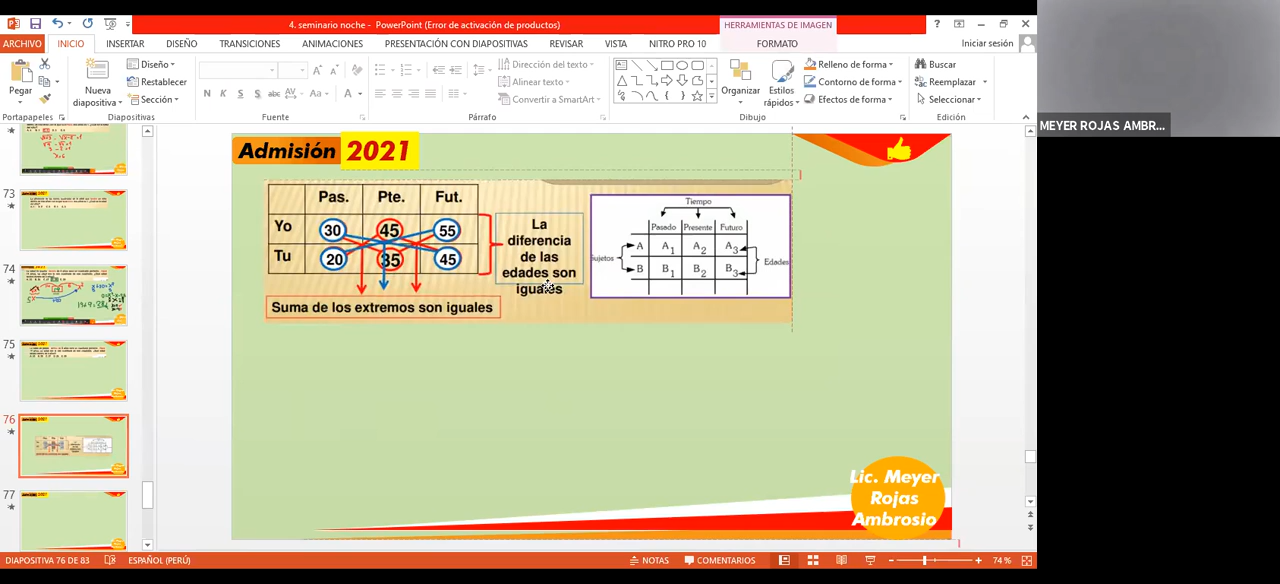 4. seminario noche - PowerPoint (Error de activación de productos)
HERRAMIENTAS DE IMAGEN
ARCHIVO INICIO INSERTAR DISEÑO TRANSICIONES ANIMACIONES PRESENTACIÓN CON DIAPOSITIVAS REVISAR VISTA NITRO PRO 10 FORMATO Iniciar sesión
Pegar
Nueva diapositiva
Diseño
Restablecer
Sección
N K S S abc AV Aa A
Dirección del texto
Alinear texto
Convertir a SmartArt
Organizar
Estilos rápidos
Relleno de forma
Contorno de forma
Efectos de forma
Buscar
Reemplazar
Seleccionar
Portapapeles Diapositivas Fuente Párrafo Dibujo Edición
MEYER ROJAS AMBR...
73
74
75
76
77
Admisión 2021
Pas. Pte. Fut.
Yo 30 45 55
Tu 20 35 45
La
diferencia
de las
edades son
iguales
Suma de los extremos son iguales
Tiempo
Pasado Presente Futuro
Sujetos
A A1 A2 A3
B B1 B2 B3
Edades
Lic. Meyer
Rojas
Ambrosio
DIAPOSITIVA 76 DE 83 ESPAÑOL (PERÚ) NOTAS COMENTARIOS 74 %